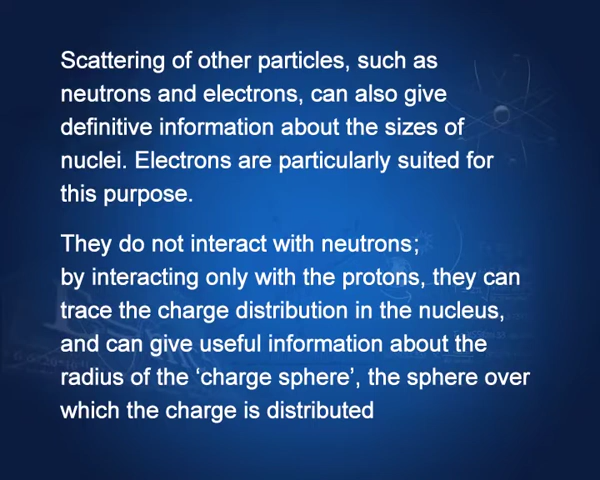 Scattering of other particles, such as
neutrons and electrons, can also give
definitive information about the sizes of
nuclei. Electrons are particularly suited for
this purpose.
They do not interact with neutrons;
by interacting only with the protons, they can
trace the charge distribution in the nucleus,
and can give useful information about the
radius of the ‘charge sphere’, the sphere over
which the charge is distributed